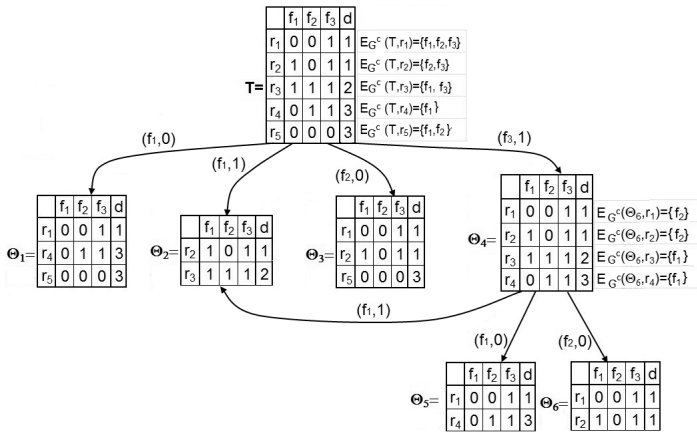 f₁ f₂ f₃ d
r₁ 0 0 1 1 E_G^c (T,r₁)={f₁,f₂,f₃}
r₂ 1 0 1 1 E_G^c (T,r₂)={f₂,f₃}
T= r₃ 1 1 1 2 E_G^c (T,r₃)={f₁, f₃}
r₄ 0 1 1 3 E_G^c (T,r₄)={f₁}
r₅ 0 0 0 3 E_G^c (T,r₅)={f₁,f₂}
(f₁,0) (f₁,1) (f₂,0) (f₃,1)
f₁ f₂ f₃ d
r₁ 0 0 1 1
Θ₁= r₄ 0 1 1 3
r₅ 0 0 0 3
f₁ f₂ f₃ d
Θ₂= r₂ 1 0 1 1
r₃ 1 1 1 2
f₁ f₂ f₃ d
r₁ 0 0 1 1
Θ₃= r₂ 1 0 1 1
r₅ 0 0 0 3
f₁ f₂ f₃ d
r₁ 0 0 1 1 E_G^c(Θ₆,r₁)={f₂}
Θ₄= r₂ 1 0 1 1 E_G^c(Θ₆,r₂)={f₂}
r₃ 1 1 1 2 E_G^c(Θ₆,r₃)={f₁}
r₄ 0 1 1 3 E_G^c(Θ₆,r₄)={f₁}
(f₁,1) (f₁,0) (f₂,0)
f₁ f₂ f₃ d
Θ₅= r₁ 0 0 1 1
r₄ 0 1 1 3
f₁ f₂ f₃ d
Θ₆= r₁ 0 0 1 1
r₂ 1 0 1 1